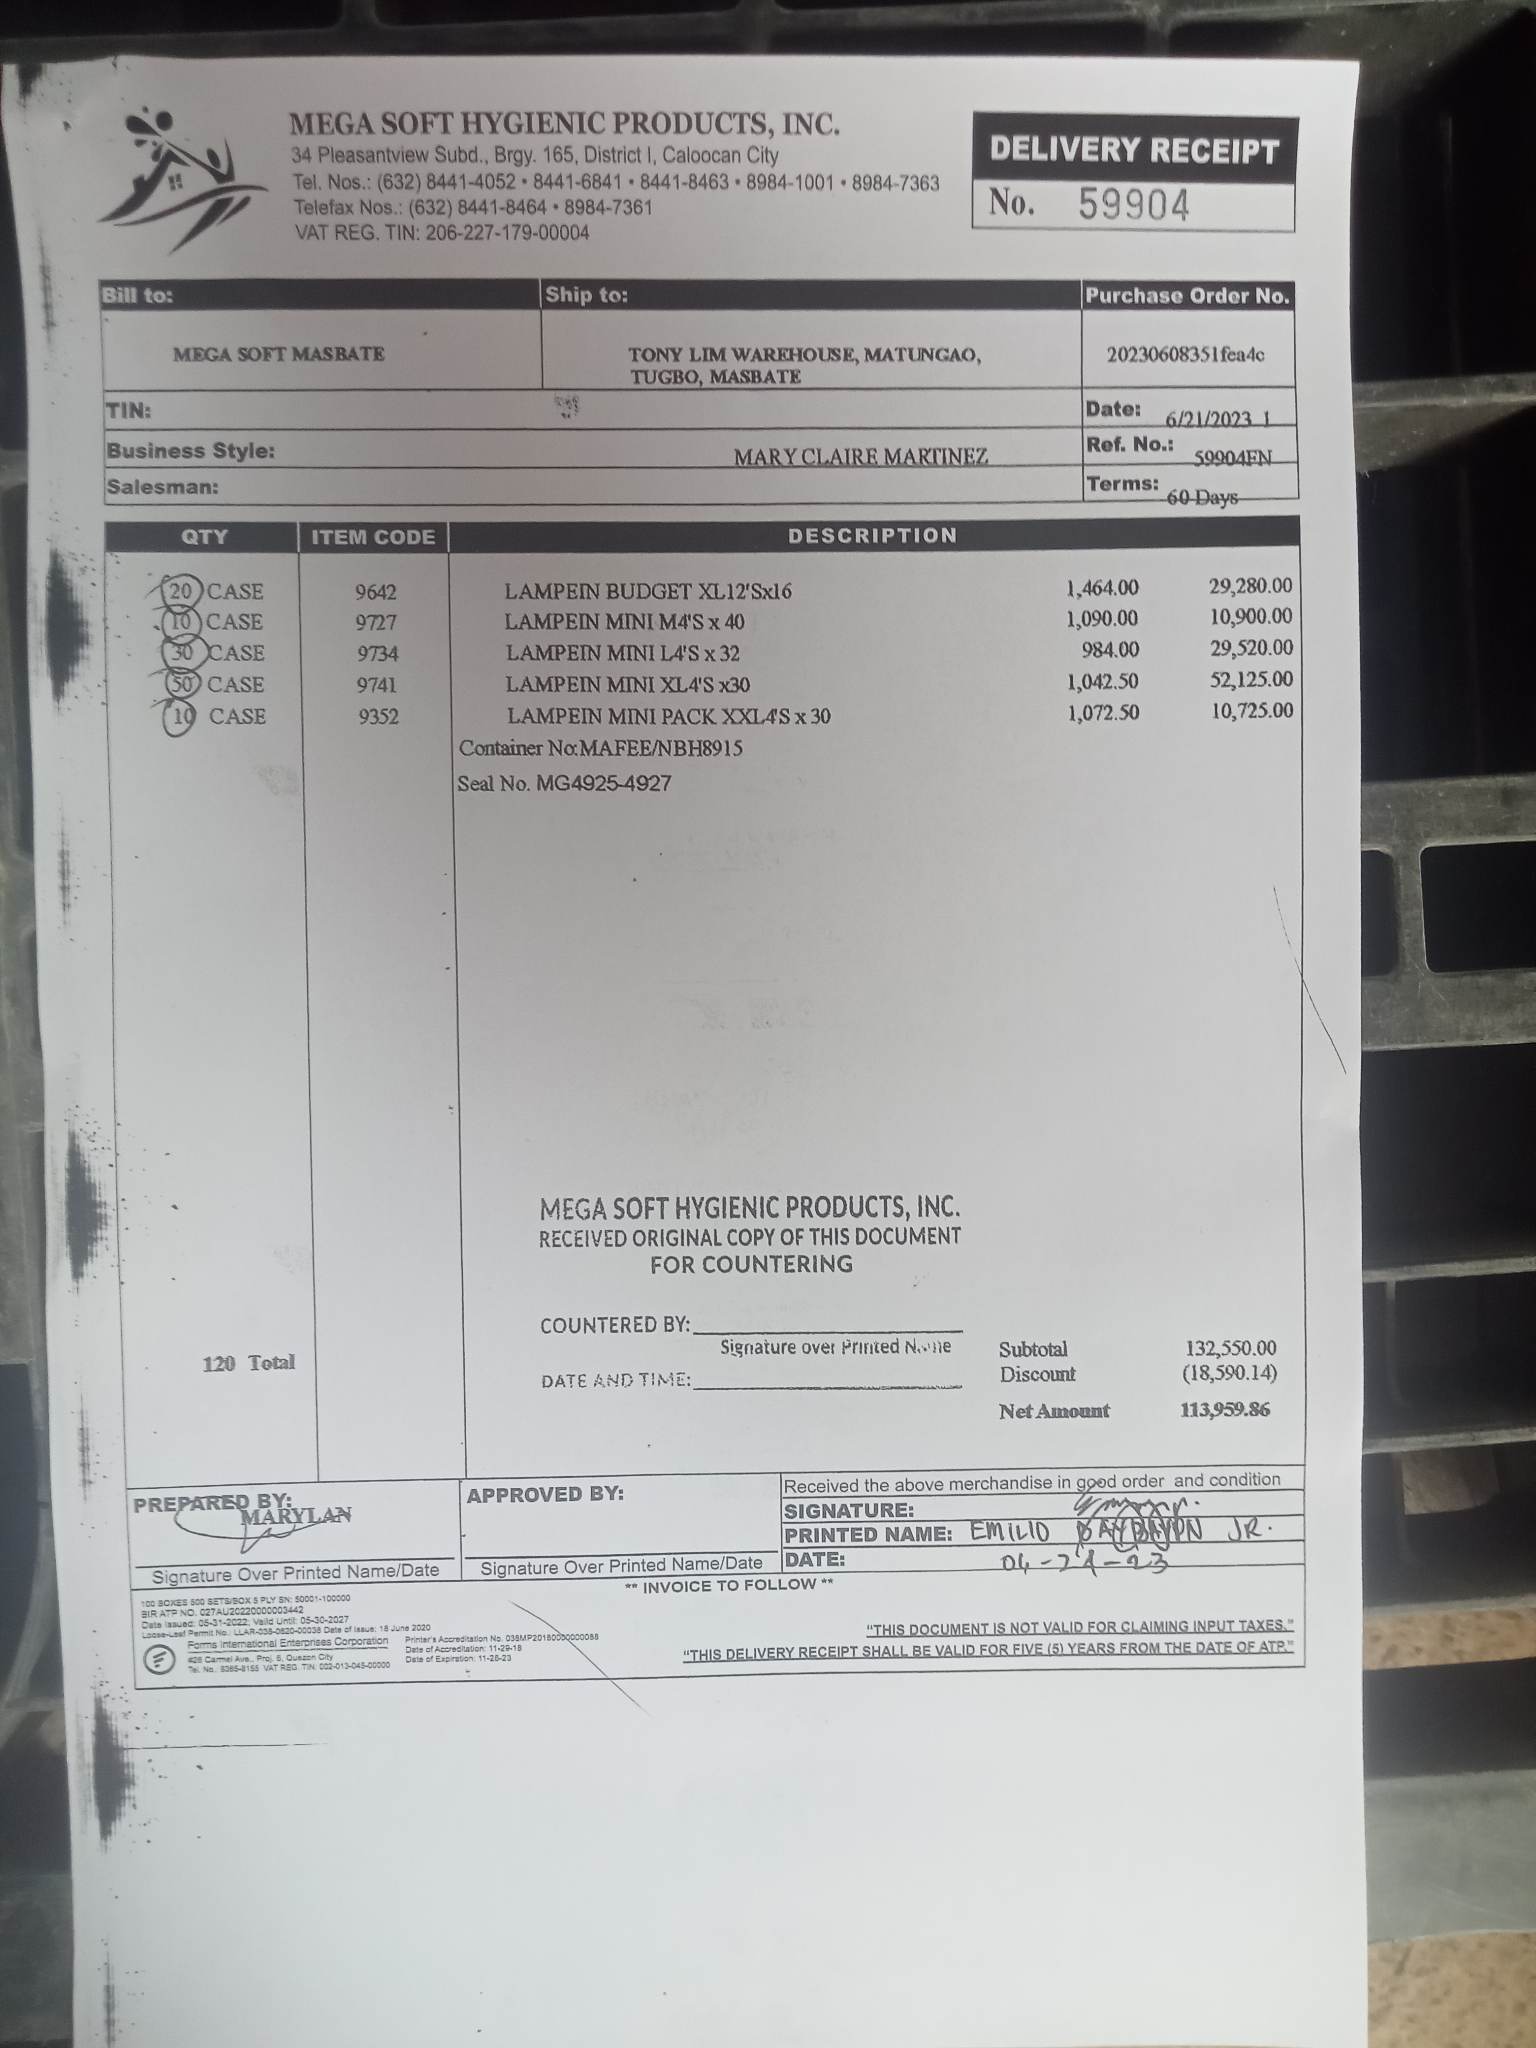 MEGA SOFT HYGIENIC PRODUCTS, INC.
34 Pleasantview Subd., Brgy. 165, District I, Caloocan City
Tel. Nos.: (632) 8441-4052 • 8441-6841 • 8441-8463 • 8984-1001 • 8984-7363
Telefax Nos.: (632) 8441-8464 • 8984-7361
VAT REG. TIN: 206-227-179-00004
DELIVERY RECEIPT
No. 59904
Bill to: Ship to: Purchase Order No.
MEGA SOFT MASBATE TONY LIM WAREHOUSE, MATUNGAO, 20230608351fea4c
TUGBO, MASBATE
TIN: Date: 6/21/2023 1
Business Style: MARY CLAIRE MARTINEZ Ref. No.: 59904FN
Salesman: Terms: 60 Days
QTY ITEM CODE DESCRIPTION
20 CASE 9642 LAMPEIN BUDGET XL12'Sx16 1,464.00 29,280.00
10 CASE 9727 LAMPEIN MINI M4'S x 40 1,090.00 10,900.00
30 CASE 9734 LAMPEIN MINI L4'S x 32 984.00 29,520.00
50 CASE 9741 LAMPEIN MINI XL4'S x30 1,042.50 52,125.00
10 CASE 9352 LAMPEIN MINI PACK XXL4'S x 30 1,072.50 10,725.00
Container No:MAFEE/NBH8915
Seal No. MG4925-4927
MEGA SOFT HYGIENIC PRODUCTS, INC.
RECEIVED ORIGINAL COPY OF THIS DOCUMENT
FOR COUNTERING
COUNTERED BY:
Signature over Printed Name
DATE AND TIME:
120 Total
Subtotal 132,550.00
Discount (18,590.14)
Net Amount 113,959.86
PREPARED BY:
MARYLAN
Signature Over Printed Name/Date
APPROVED BY:
Signature Over Printed Name/Date
Received the above merchandise in good order and condition
SIGNATURE:
PRINTED NAME: EMILIO JR.
DATE:
** INVOICE TO FOLLOW **
100 BOXES 500 SETS/BOX 5 PLY SN: 50001-100000
BIR ATP NO. 027AU20220000003442
Date Issued: 05-31-2022; Valid Until: 05-30-2027
Loose-Leaf Permit No.: LLAR-038-0620-00038 Date of Issue: 18 June 2020
Forms International Enterprises Corporation
426 Carmel Ave., Proj. 6, Quezon City
Tel. No.: 8365-8155 VAT REG. TIN: 002-013-045-00000
Printer's Accreditation No. 038MP20180000000088
Date of Accreditation: 11-29-18
Date of Expiration: 11-28-23
"THIS DOCUMENT IS NOT VALID FOR CLAIMING INPUT TAXES."
"THIS DELIVERY RECEIPT SHALL BE VALID FOR FIVE (5) YEARS FROM THE DATE OF ATP."